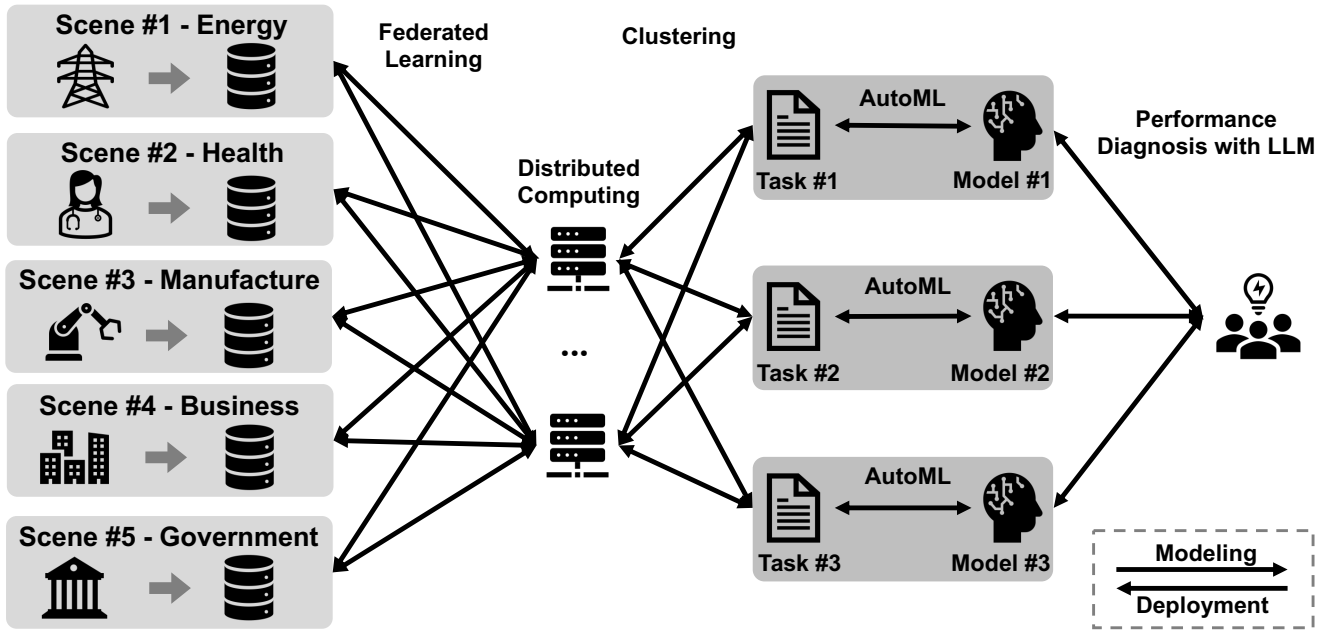 Scene #1 - Energy
Scene #2 - Health
Scene #3 - Manufacture
Scene #4 - Business
Scene #5 - Government
Federated
Learning
Distributed
Computing
...
Clustering
AutoML
Task #1
Model #1
AutoML
Task #2
Model #2
AutoML
Task #3
Model #3
Performance
Diagnosis with LLM
Modeling
Deployment